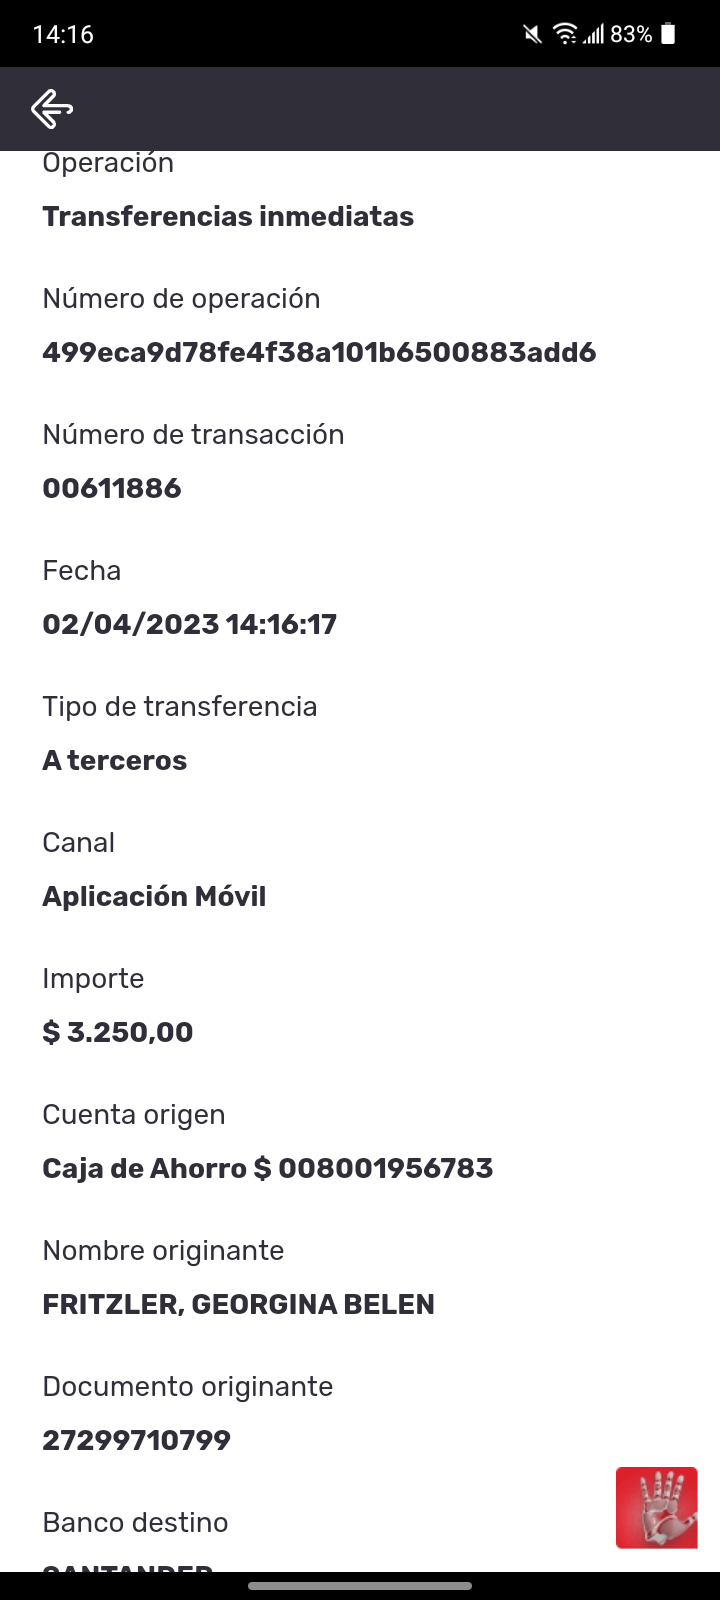 14:16
83%
Operación
Transferencias inmediatas
Número de operación
499eca9d78fe4f38a101b6500883add6
Número de transacción
00611886
Fecha
02/04/2023 14:16:17
Tipo de transferencia
A terceros
Canal
Aplicación Móvil
Importe
$ 3.250,00
Cuenta origen
Caja de Ahorro $ 008001956783
Nombre originante
FRITZLER, GEORGINA BELEN
Documento originante
27299710799
Banco destino
SANTANDER